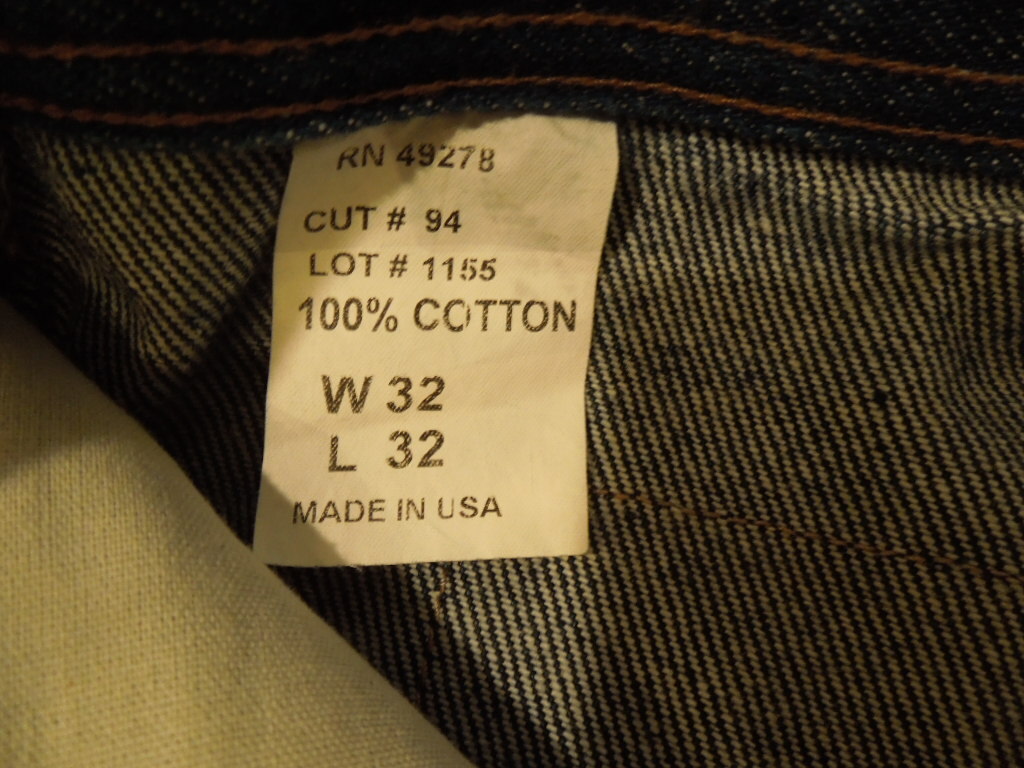 RN 49278
CUT # 94
LOT # 1155
100% COTTON
W 32
L 32
MADE IN USA